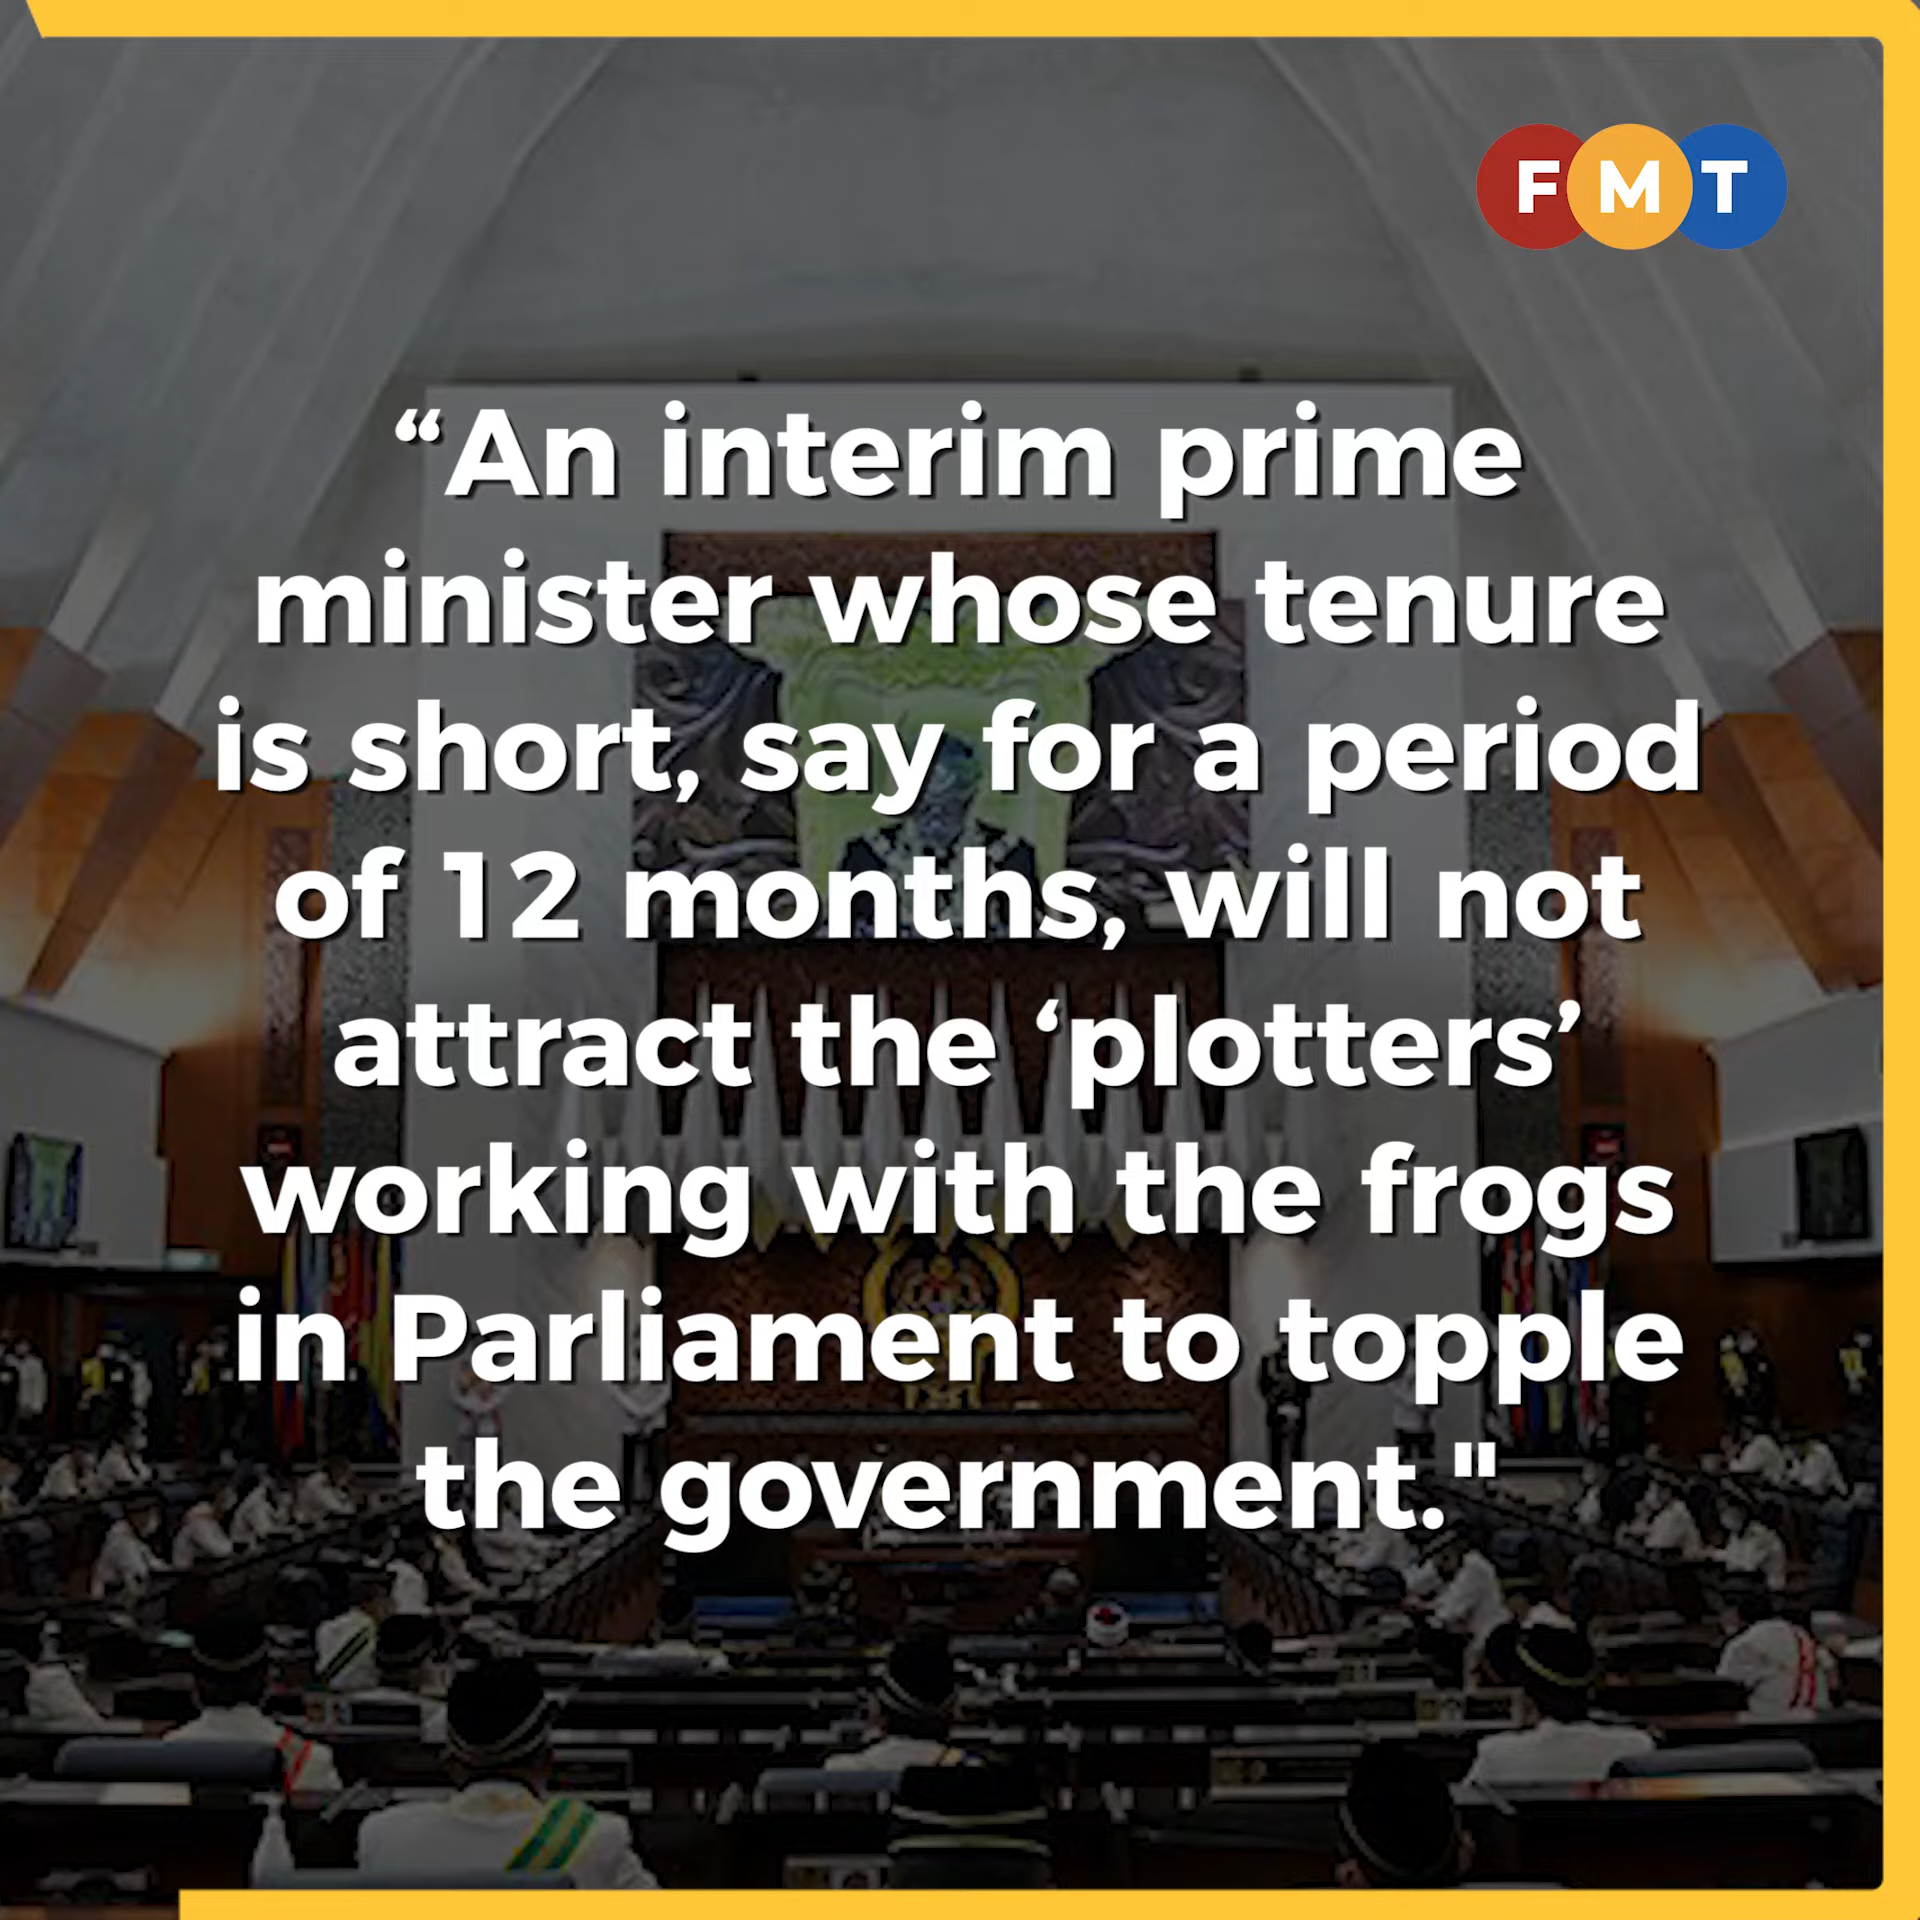 FMT
“An interim prime
minister whose tenure
is short, say for a period
of 12 months, will not
attract the ‘plotters’
working with the frogs
in Parliament to topple
the government."